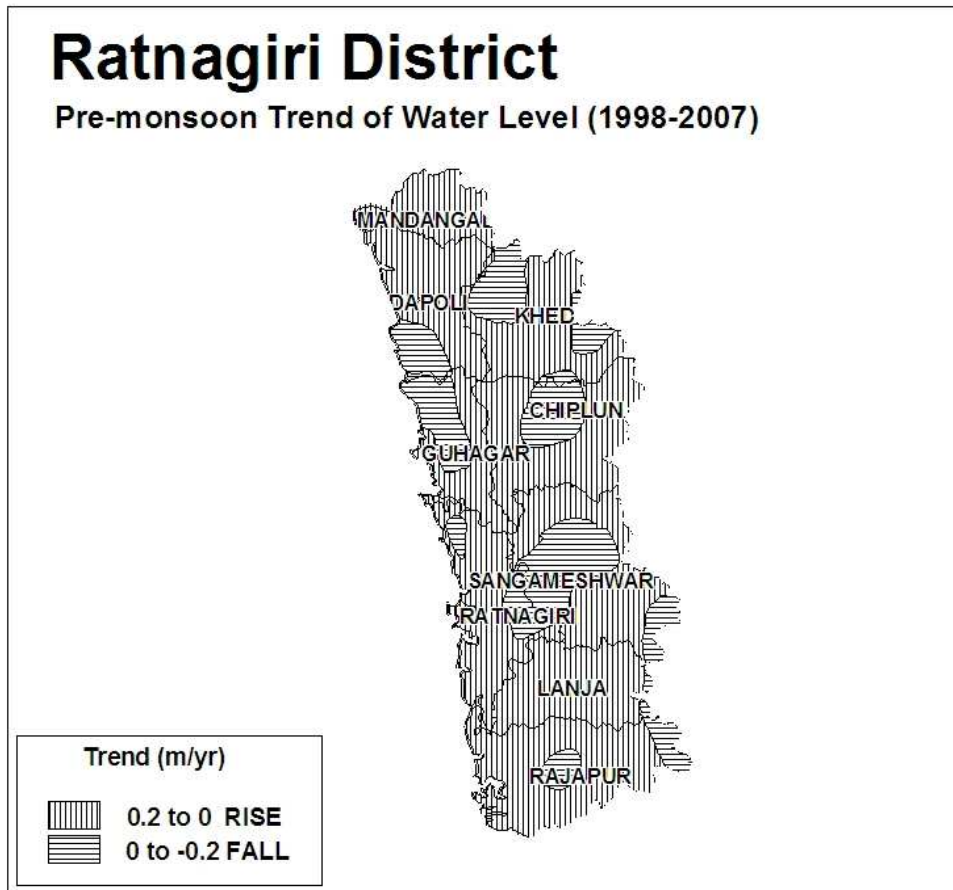 Ratnagiri District
Pre-monsoon Trend of Water Level (1998-2007)
MANDANGAL
DAPOLI
KHED
CHIPLUN
GUHAGAR
SANGAMESHWAR
RATNAGIRI
LANJA
RAJAPUR
Trend (m/yr)
0.2 to 0 RISE
0 to -0.2 FALL